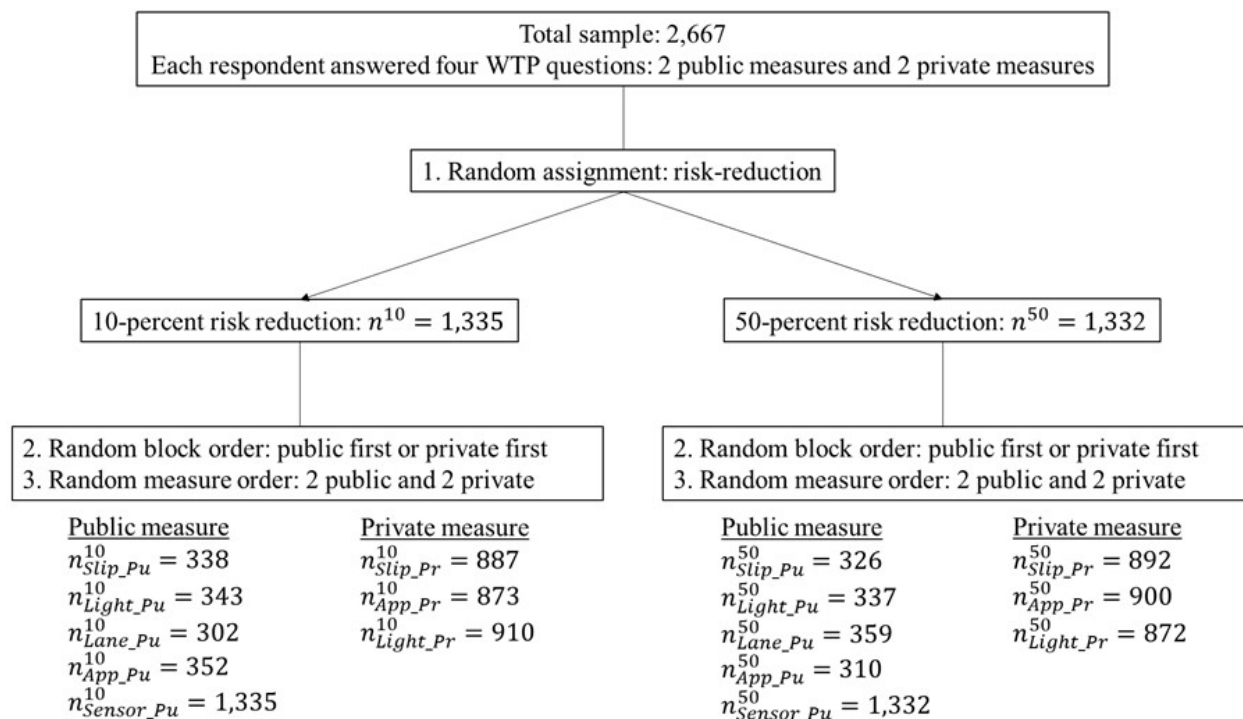 Total sample: 2,667
Each respondent answered four WTP questions: 2 public measures and 2 private measures
1. Random assignment: risk-reduction
10-percent risk reduction: n^10 = 1,335
50-percent risk reduction: n^50 = 1,332
2. Random block order: public first or private first
3. Random measure order: 2 public and 2 private
Public measure
n^10_Slip_Pu = 338
n^10_Light_Pu = 343
n^10_Lane_Pu = 302
n^10_App_Pu = 352
n^10_Sensor_Pu = 1,335
Private measure
n^10_Slip_Pr = 887
n^10_App_Pr = 873
n^10_Light_Pr = 910
2. Random block order: public first or private first
3. Random measure order: 2 public and 2 private
Public measure
n^50_Slip_Pu = 326
n^50_Light_Pu = 337
n^50_Lane_Pu = 359
n^50_App_Pu = 310
n^50_Sensor_Pu = 1,332
Private measure
n^50_Slip_Pr = 892
n^50_App_Pr = 900
n^50_Light_Pr = 872